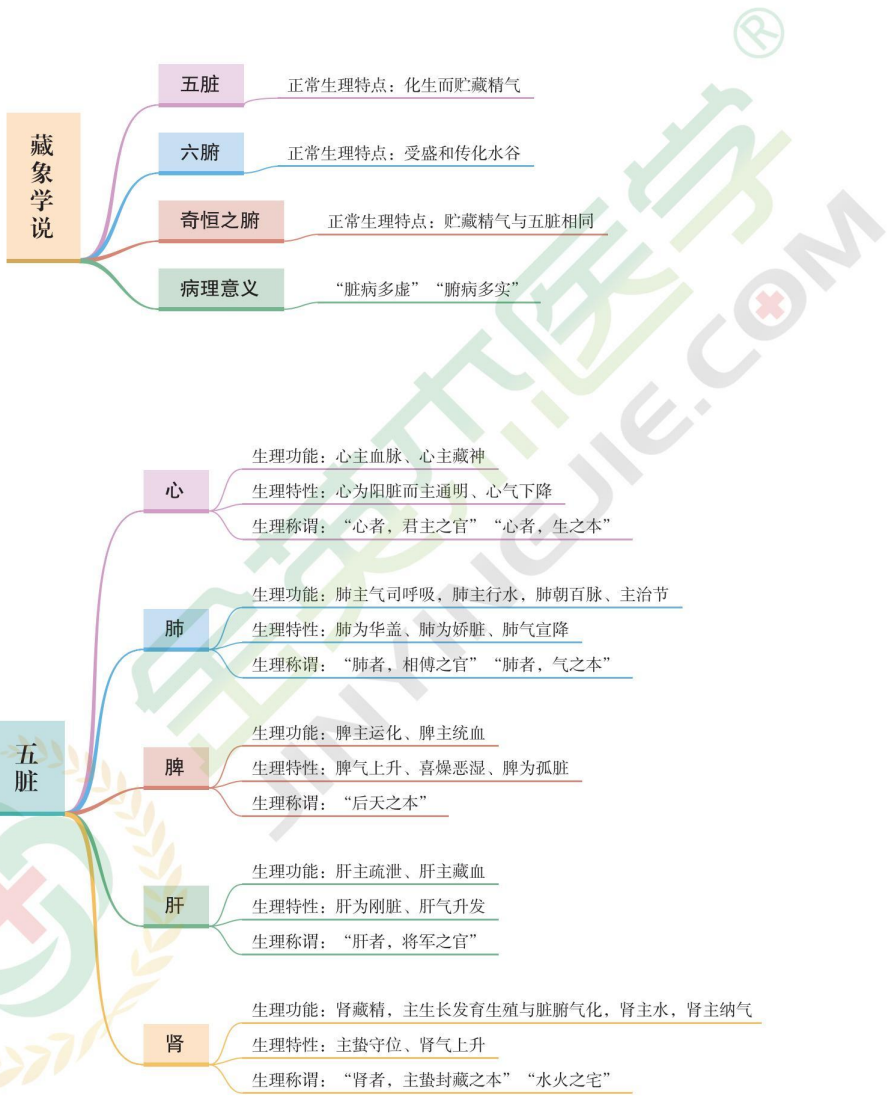 藏象学说
五脏
正常生理特点：化生而贮藏精气
六腑
正常生理特点：受盛和传化水谷
奇恒之腑
正常生理特点：贮藏精气与五脏相同
病理意义
“脏病多虚”“腑病多实”
五脏
心
生理功能：心主血脉、心主藏神
生理特性：心为阳脏而主通明、心气下降
生理称谓：“心者，君主之官”“心者，生之本”
肺
生理功能：肺主气司呼吸，肺主行水，肺朝百脉、主治节
生理特性：肺为华盖、肺为娇脏、肺气宣降
生理称谓：“肺者，相傅之官”“肺者，气之本”
脾
生理功能：脾主运化、脾主统血
生理特性：脾气上升、喜燥恶湿、脾为孤脏
生理称谓：“后天之本”
肝
生理功能：肝主疏泄、肝主藏血
生理特性：肝为刚脏、肝气升发
生理称谓：“肝者，将军之官”
肾
生理功能：肾藏精，主生长发育生殖与脏腑气化，肾主水，肾主纳气
生理特性：主蛰守位、肾气上升
生理称谓：“肾者，主蛰封藏之本”“水火之宅”
金英杰医学®
JINYINGJIE.COM